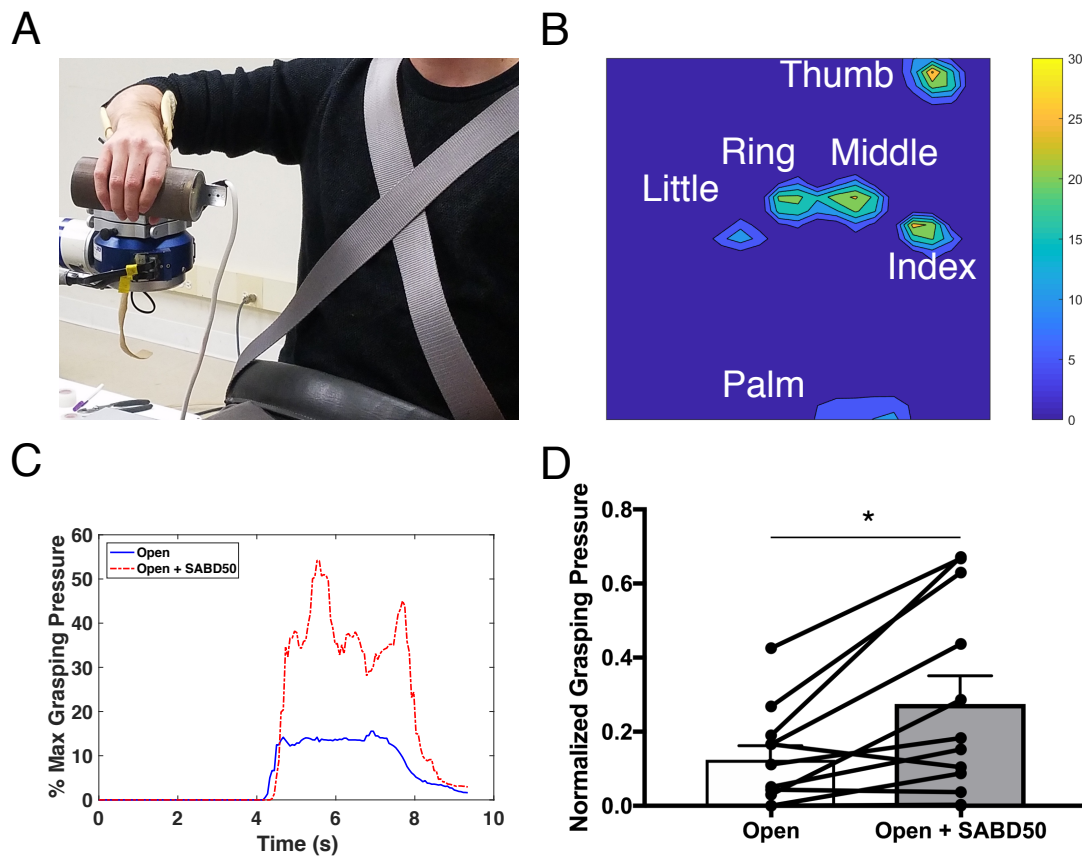 A
B
Thumb
Ring Middle
Little
Index
Palm
30
25
20
15
10
5
0
C
% Max Grasping Pressure
60
50
40
30
20
10
0
Open
Open + SABD50
0 2 4 6 8 10
Time (s)
D
Normalized Grasping Pressure
0.8
0.6
0.4
0.2
0.0
*
Open Open + SABD50